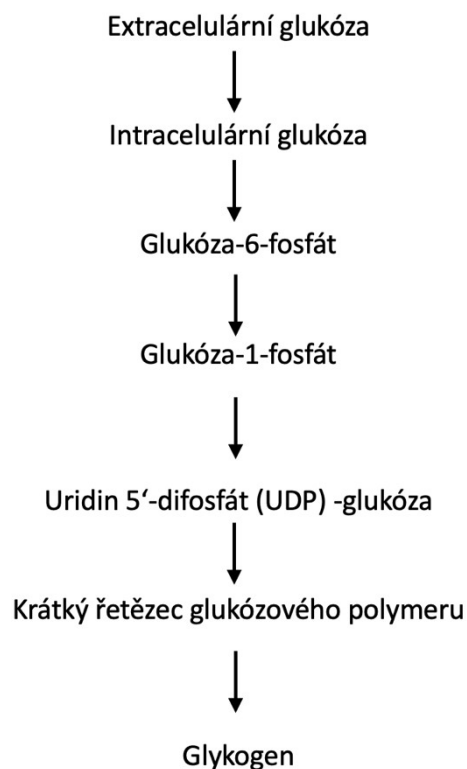 Extracelulární glukóza
Intracelulární glukóza
Glukóza-6-fosfát
Glukóza-1-fosfát
Uridin 5‘-difosfát (UDP) -glukóza
Krátký řetězec glukózového polymeru
Glykogen